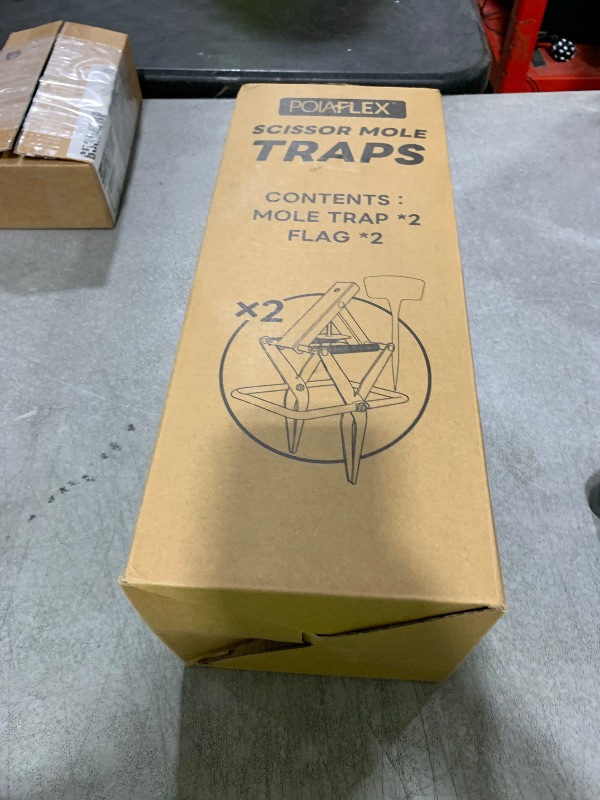 POIAFLEX
SCISSOR MOLE
TRAPS
CONTENTS :
MOLE TRAP *2
FLAG *2
×2